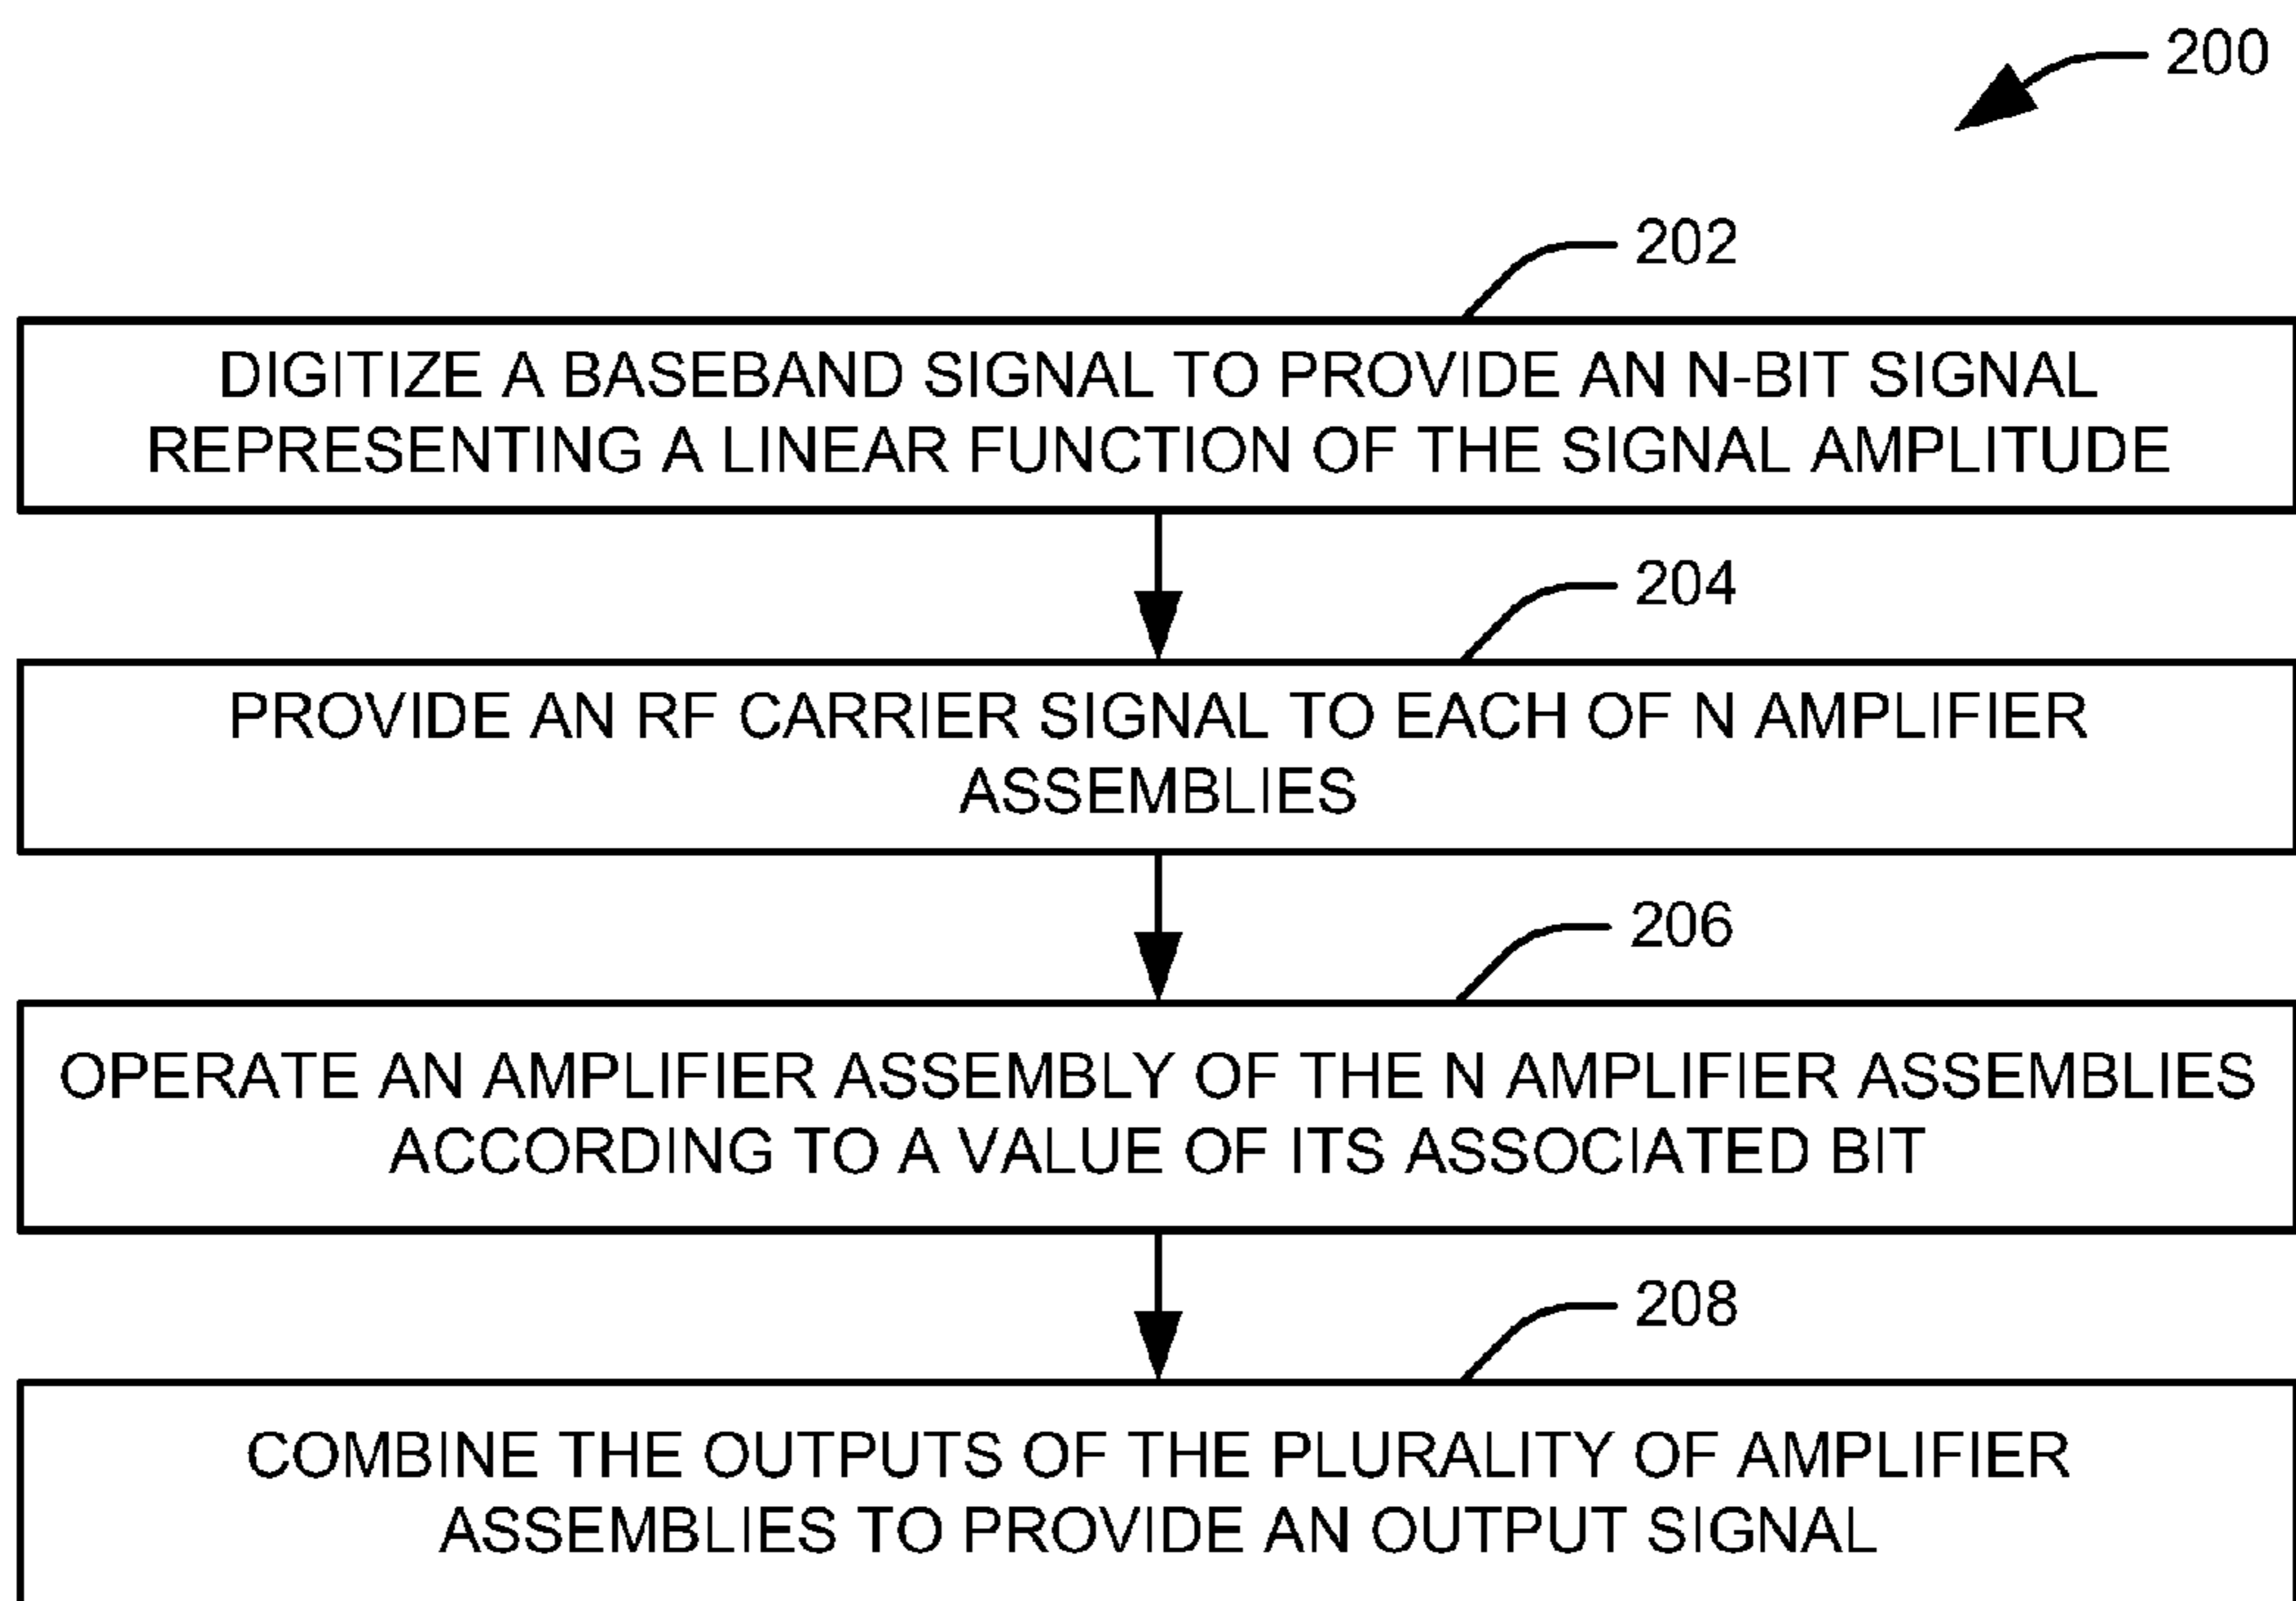 200
202
DIGITIZE A BASEBAND SIGNAL TO PROVIDE AN N-BIT SIGNAL
REPRESENTING A LINEAR FUNCTION OF THE SIGNAL AMPLITUDE
204
PROVIDE AN RF CARRIER SIGNAL TO EACH OF N AMPLIFIER
ASSEMBLIES
206
OPERATE AN AMPLIFIER ASSEMBLY OF THE N AMPLIFIER ASSEMBLIES
ACCORDING TO A VALUE OF ITS ASSOCIATED BIT
208
COMBINE THE OUTPUTS OF THE PLURALITY OF AMPLIFIER
ASSEMBLIES TO PROVIDE AN OUTPUT SIGNAL